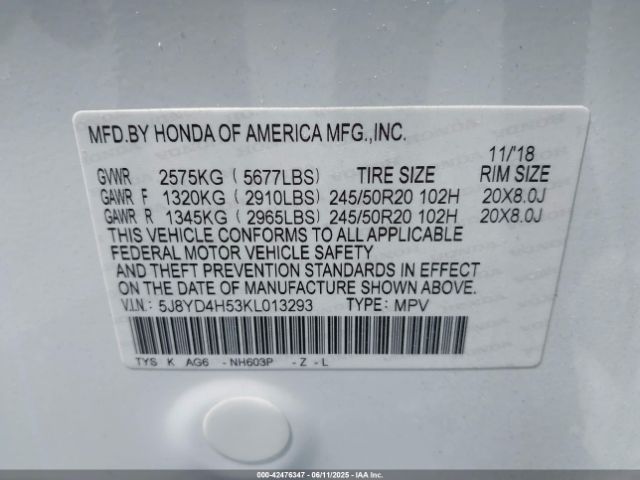 MFD.BY HONDA OF AMERICA MFG.,INC.
11/'18
GVWR 2575KG ( 5677LBS) TIRE SIZE RIM SIZE
GAWR F 1320KG ( 2910LBS) 245/50R20 102H 20X8.0J
GAWR R 1345KG ( 2965LBS) 245/50R20 102H 20X8.0J
THIS VEHICLE CONFORMS TO ALL APPLICABLE
FEDERAL MOTOR VEHICLE SAFETY
AND THEFT PREVENTION STANDARDS IN EFFECT
ON THE DATE OF MANUFACTURE SHOWN ABOVE.
V.I.N.: 5J8YD4H53KL013293 TYPE: MPV
TYS K AG6 - NH603P - Z - L
000-42476347 - 06/11/2025 - IAA Inc.